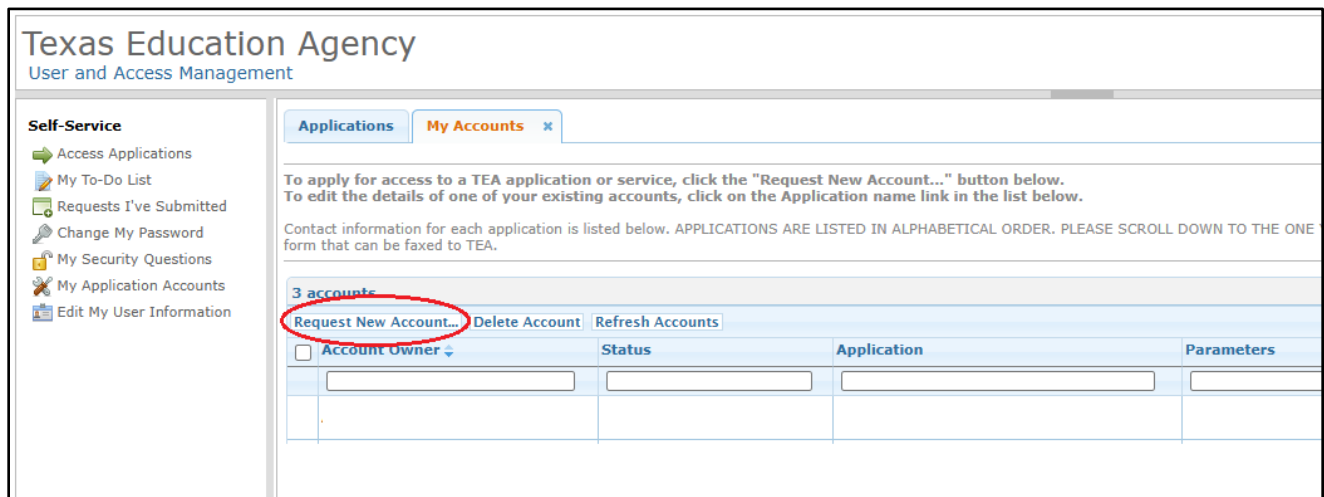 Texas Education Agency
User and Access Management
Self-Service
Access Applications
My To-Do List
Requests I've Submitted
Change My Password
My Security Questions
My Application Accounts
Edit My User Information
Applications
My Accounts
To apply for access to a TEA application or service, click the "Request New Account..." button below.
To edit the details of one of your existing accounts, click on the Application name link in the list below.
Contact information for each application is listed below. APPLICATIONS ARE LISTED IN ALPHABETICAL ORDER. PLEASE SCROLL DOWN TO THE ONE
form that can be faxed to TEA.
3 accounts
Request New Account... Delete Account Refresh Accounts
Account Owner Status Application Parameters